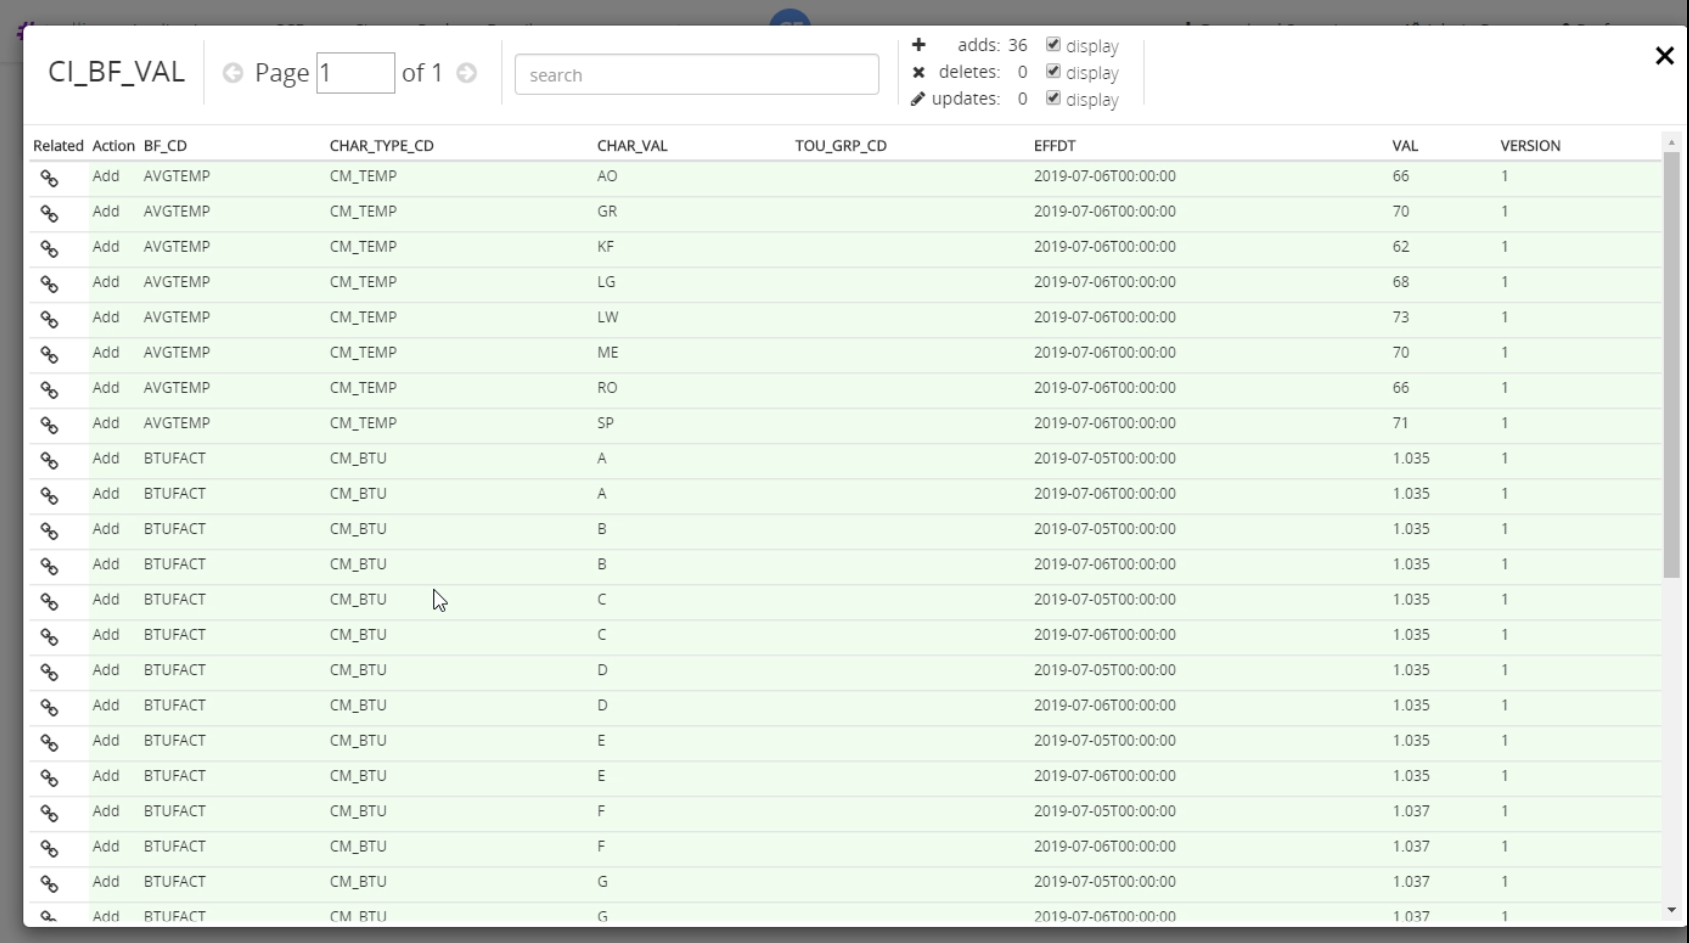 CI_BF_VAL
Page 1 of 1
search
adds: 36 display
deletes: 0 display
updates: 0 display
Related Action BF_CD CHAR_TYPE_CD CHAR_VAL TOU_GRP_CD EFFDT VAL VERSION
Add AVGTEMP CM_TEMP AO 2019-07-06T00:00:00 66 1
Add AVGTEMP CM_TEMP GR 2019-07-06T00:00:00 70 1
Add AVGTEMP CM_TEMP KF 2019-07-06T00:00:00 62 1
Add AVGTEMP CM_TEMP LG 2019-07-06T00:00:00 68 1
Add AVGTEMP CM_TEMP LW 2019-07-06T00:00:00 73 1
Add AVGTEMP CM_TEMP ME 2019-07-06T00:00:00 70 1
Add AVGTEMP CM_TEMP RO 2019-07-06T00:00:00 66 1
Add AVGTEMP CM_TEMP SP 2019-07-06T00:00:00 71 1
Add BTUFACT CM_BTU A 2019-07-05T00:00:00 1.035 1
Add BTUFACT CM_BTU A 2019-07-06T00:00:00 1.035 1
Add BTUFACT CM_BTU B 2019-07-05T00:00:00 1.035 1
Add BTUFACT CM_BTU B 2019-07-06T00:00:00 1.035 1
Add BTUFACT CM_BTU C 2019-07-05T00:00:00 1.035 1
Add BTUFACT CM_BTU C 2019-07-06T00:00:00 1.035 1
Add BTUFACT CM_BTU D 2019-07-05T00:00:00 1.035 1
Add BTUFACT CM_BTU D 2019-07-06T00:00:00 1.035 1
Add BTUFACT CM_BTU E 2019-07-05T00:00:00 1.035 1
Add BTUFACT CM_BTU E 2019-07-06T00:00:00 1.035 1
Add BTUFACT CM_BTU F 2019-07-05T00:00:00 1.037 1
Add BTUFACT CM_BTU F 2019-07-06T00:00:00 1.037 1
Add BTUFACT CM_BTU G 2019-07-05T00:00:00 1.037 1
Add BTUFACT CM_BTU G 2019-07-06T00:00:00 1.037 1